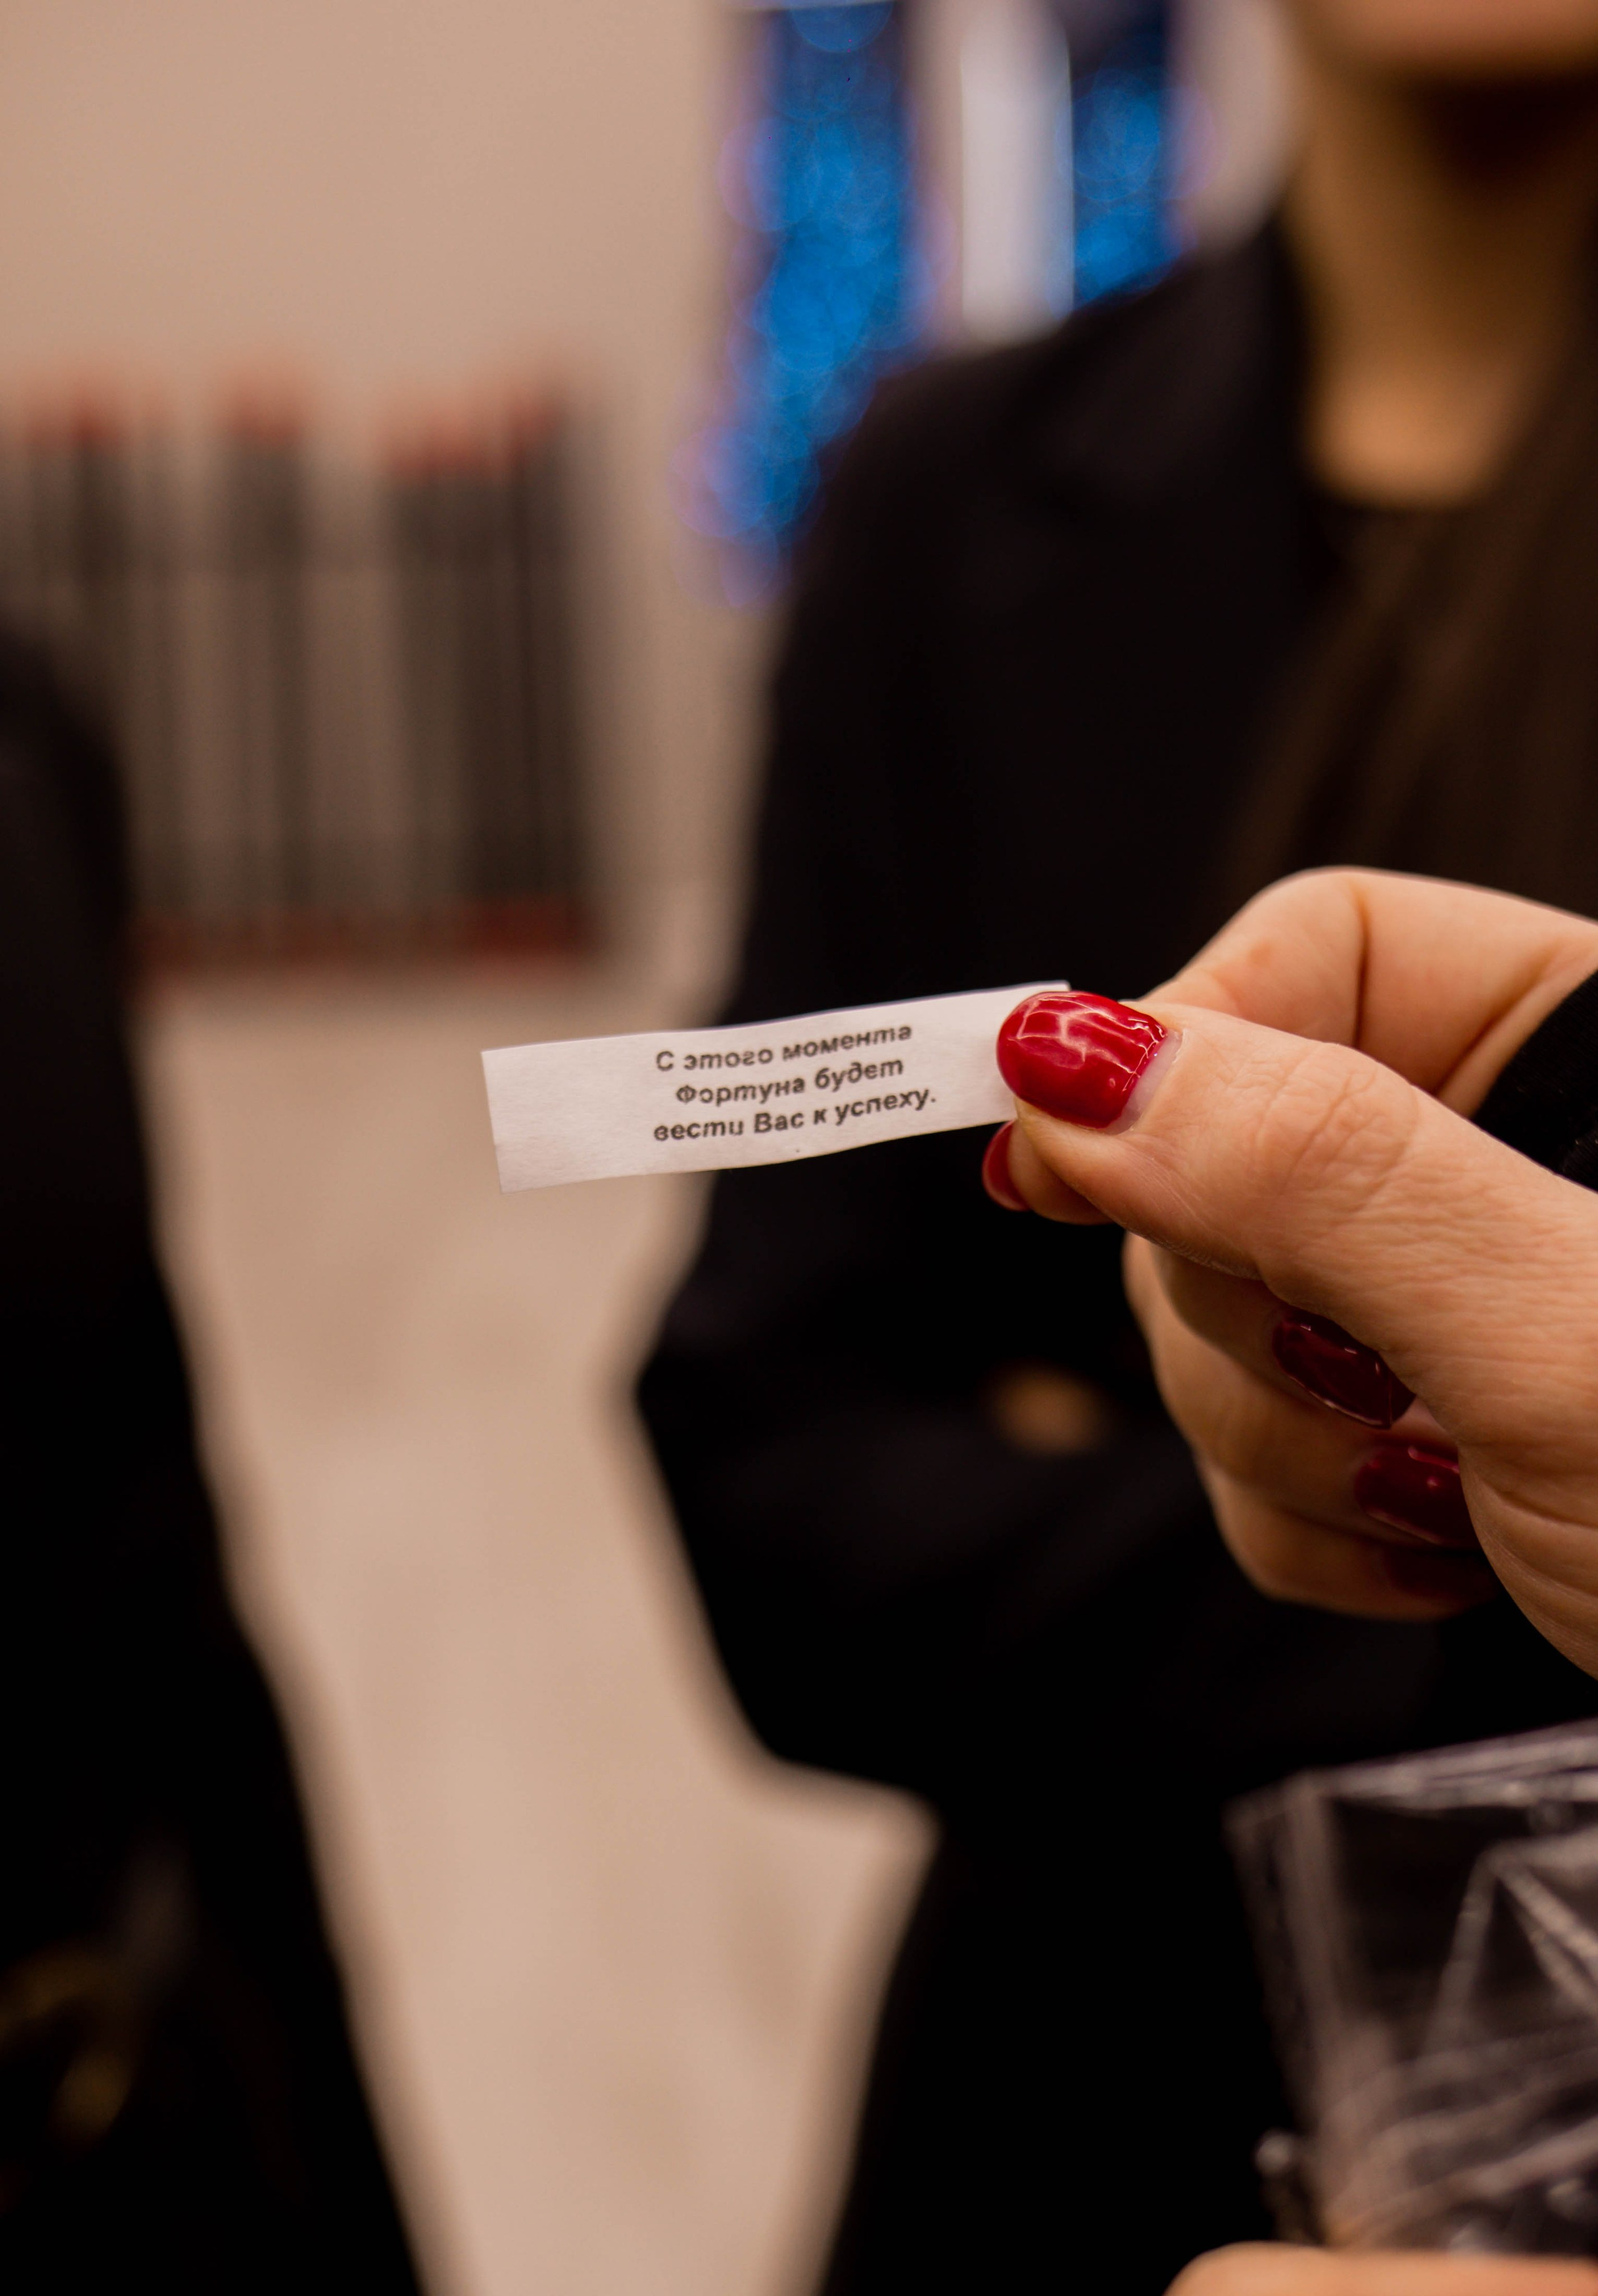 С этого момента
Фортуна будет
вести Вас к успеху.